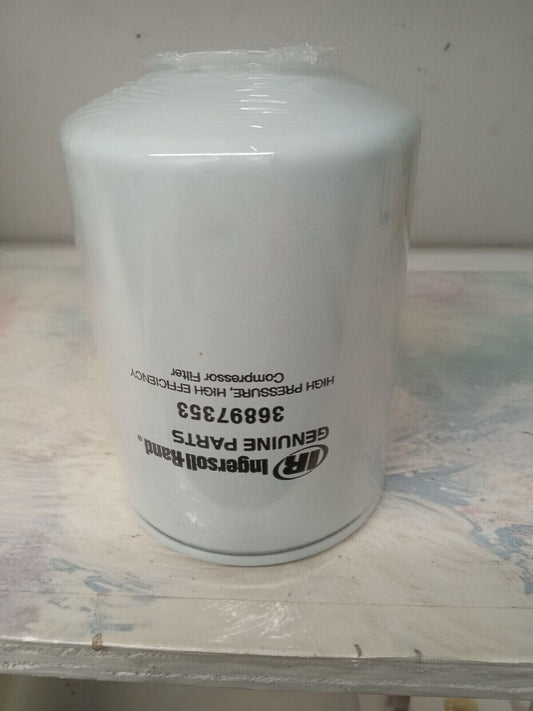 IR Ingersoll-Rand®
GENUINE PARTS
36897353
HIGH PRESSURE, HIGH EFFICIENCY
Compressor Filter